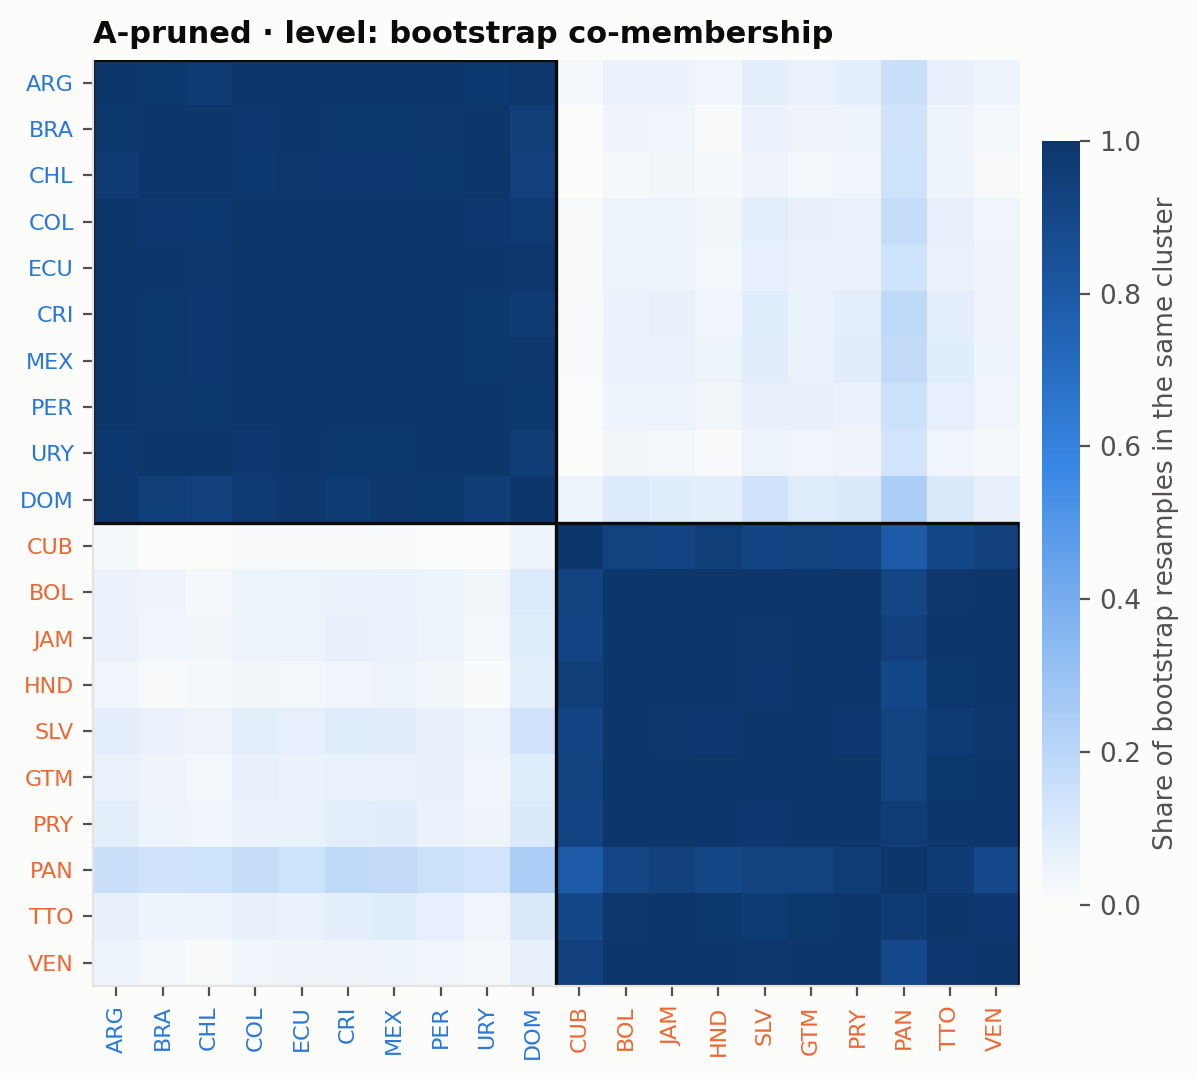 A-pruned · level: bootstrap co-membership
ARG
BRA
CHL
COL
ECU
CRI
MEX
PER
URY
DOM
CUB
BOL
JAM
HND
SLV
GTM
PRY
PAN
TTO
VEN
ARG
BRA
CHL
COL
ECU
CRI
MEX
PER
URY
DOM
CUB
BOL
JAM
HND
SLV
GTM
PRY
PAN
TTO
VEN
1.0
0.8
0.6
0.4
0.2
0.0
Share of bootstrap resamples in the same cluster